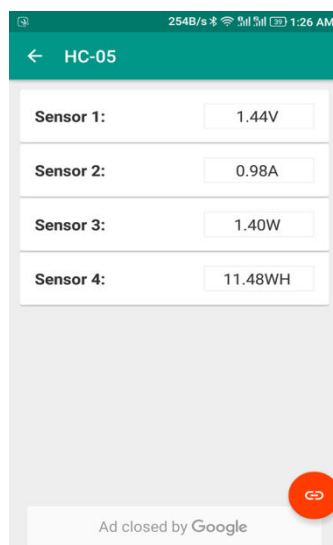 254B/s 39 1:26 AM
HC-05
Sensor 1: 1.44V
Sensor 2: 0.98A
Sensor 3: 1.40W
Sensor 4: 11.48WH
Ad closed by Google